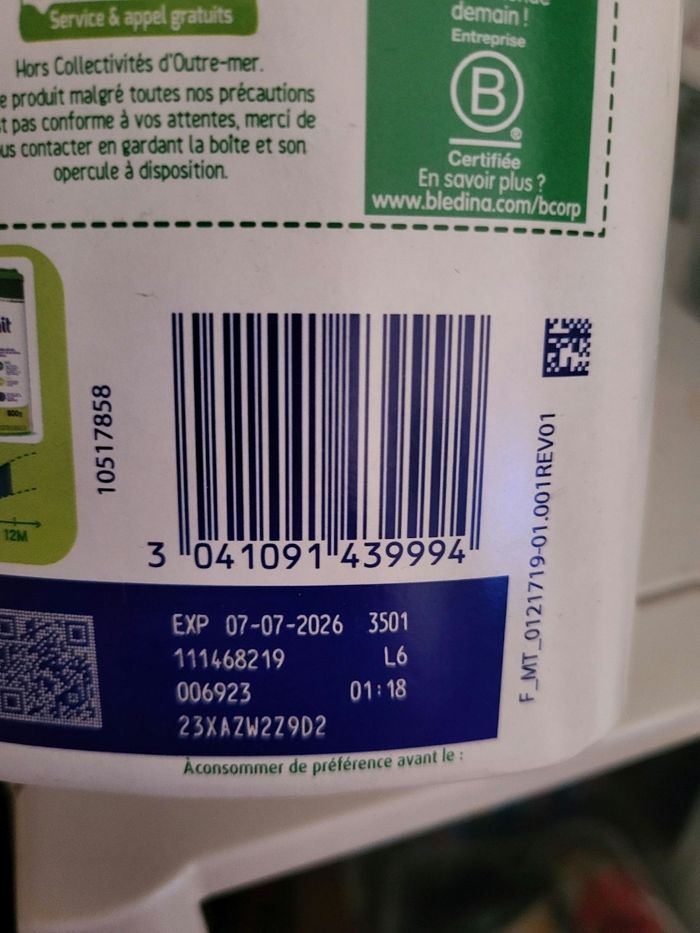 Service & appel gratuits
Hors Collectivités d'Outre-mer.
produit malgré toutes nos précautions
pas conforme à vos attentes, merci de
contacter en gardant la boîte et son
opercule à disposition.
demain !
Entreprise
B
®
Certifiée
En savoir plus ?
www.bledina.com/bcorp
800g
12M
10517858
3 041091 439994
F_MT_0121719-01.001REV01
EXP 07-07-2026 3501
111468219 L6
006923 01:18
23XAZW2Z9D2
Àconsommer de préférence avant le :